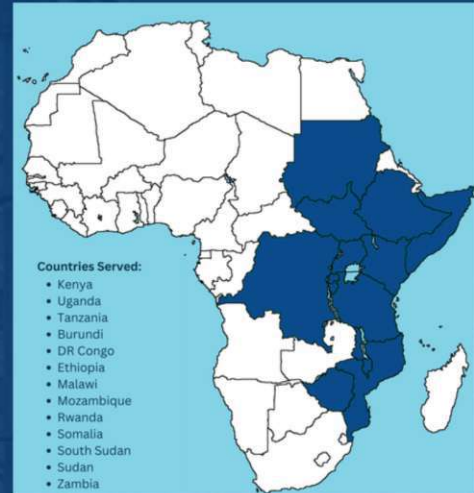 Countries Served:
• Kenya
• Uganda
• Tanzania
• Burundi
• DR Congo
• Ethiopia
• Malawi
• Mozambique
• Rwanda
• Somalia
• South Sudan
• Sudan
• Zambia